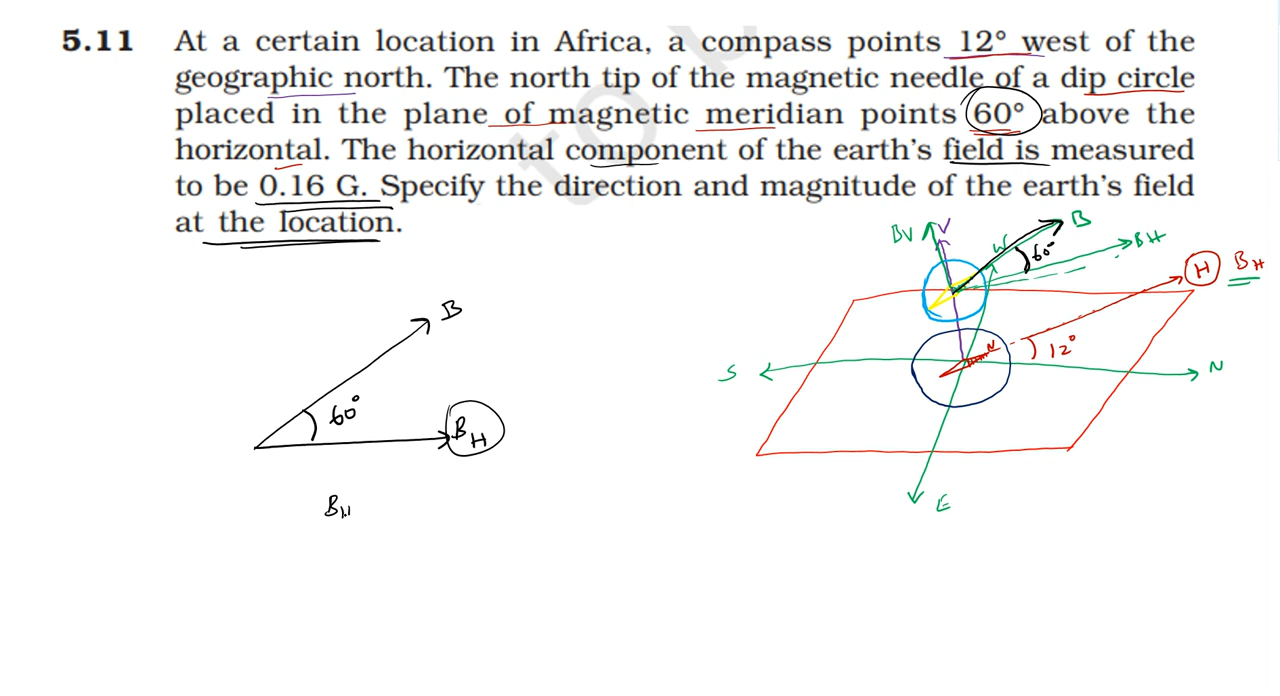 5.11 At a certain location in Africa, a compass points 12° west of the
geographic north. The north tip of the magnetic needle of a dip circle
placed in the plane of magnetic meridian points 60° above the
horizontal. The horizontal component of the earth's field is measured
to be 0.16 G. Specify the direction and magnitude of the earth's field
at the location.
BV V W B
60° BH
H BH
N 12°
S N
E
B
60° BH
BH